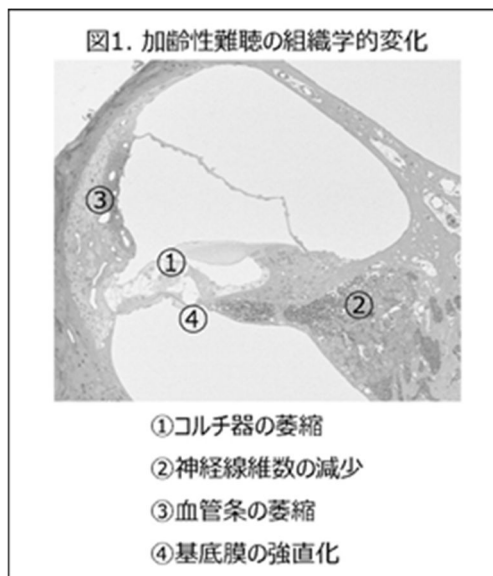 図1. 加齢性難聴の組織学的変化
③
①
④
②
①コルチ器の萎縮
②神経線維数の減少
③血管条の萎縮
④基底膜の強直化